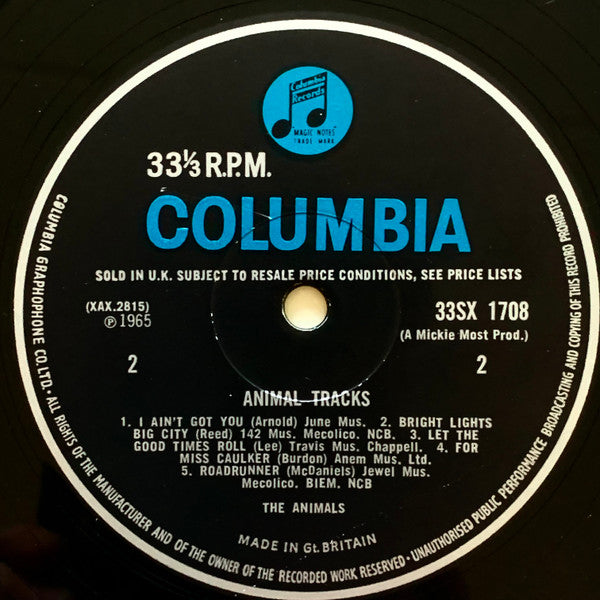 Columbia
Records
MAGIC NOTES
TRADE MARK
33⅓ R.P.M.
COLUMBIA
SOLD IN U.K. SUBJECT TO RESALE PRICE CONDITIONS, SEE PRICE LISTS
(XAX.2815)
Ⓟ 1965
33SX 1708
(A Mickie Most Prod.)
2
2
ANIMAL TRACKS
1. I AIN'T GOT YOU (Arnold) June Mus. 2. BRIGHT LIGHTS
BIG CITY (Reed) 142 Mus. Mecolico. NCB. 3. LET THE
GOOD TIMES ROLL (Lee) Travis Mus. Chappell. 4. FOR
MISS CAULKER (Burdon) Anem Mus. Ltd.
5. ROADRUNNER (McDaniels) Jewel Mus.
Mecolico, BIEM, NCB
THE ANIMALS
MADE IN Gt. BRITAIN
COLUMBIA GRAPHOPHONE CO. LTD. · ALL RIGHTS OF THE MANUFACTURER AND OF THE OWNER OF THE RECORDED WORK RESERVED · UNAUTHORISED PUBLIC PERFORMANCE BROADCASTING AND COPYING OF THIS RECORD PROHIBITED